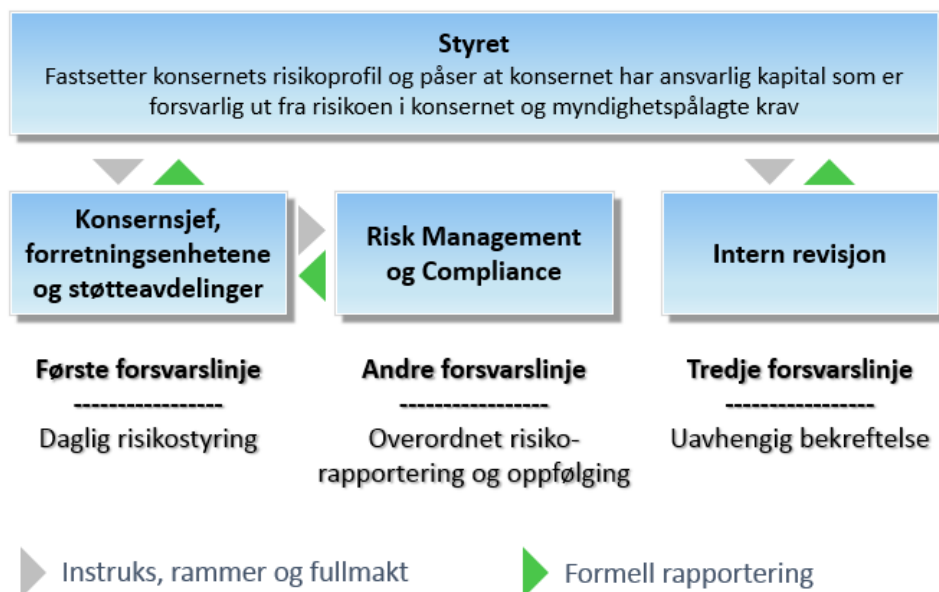 Styret
Fastsetter konsernets risikoprofil og påser at konsernet har ansvarlig kapital som er
forsvarlig ut fra risikoen i konsernet og myndighetspålagte krav
Konsernsjef,
forretningsenhetene
og støtteavdelinger
Risk Management
og Compliance
Intern revisjon
Første forsvarslinje
-----------------
Daglig risikostyring
Andre forsvarslinje
-----------------
Overordnet risiko-
rapportering og oppfølging
Tredje forsvarslinje
-----------------
Uavhengig bekreftelse
Instruks, rammer og fullmakt
Formell rapportering